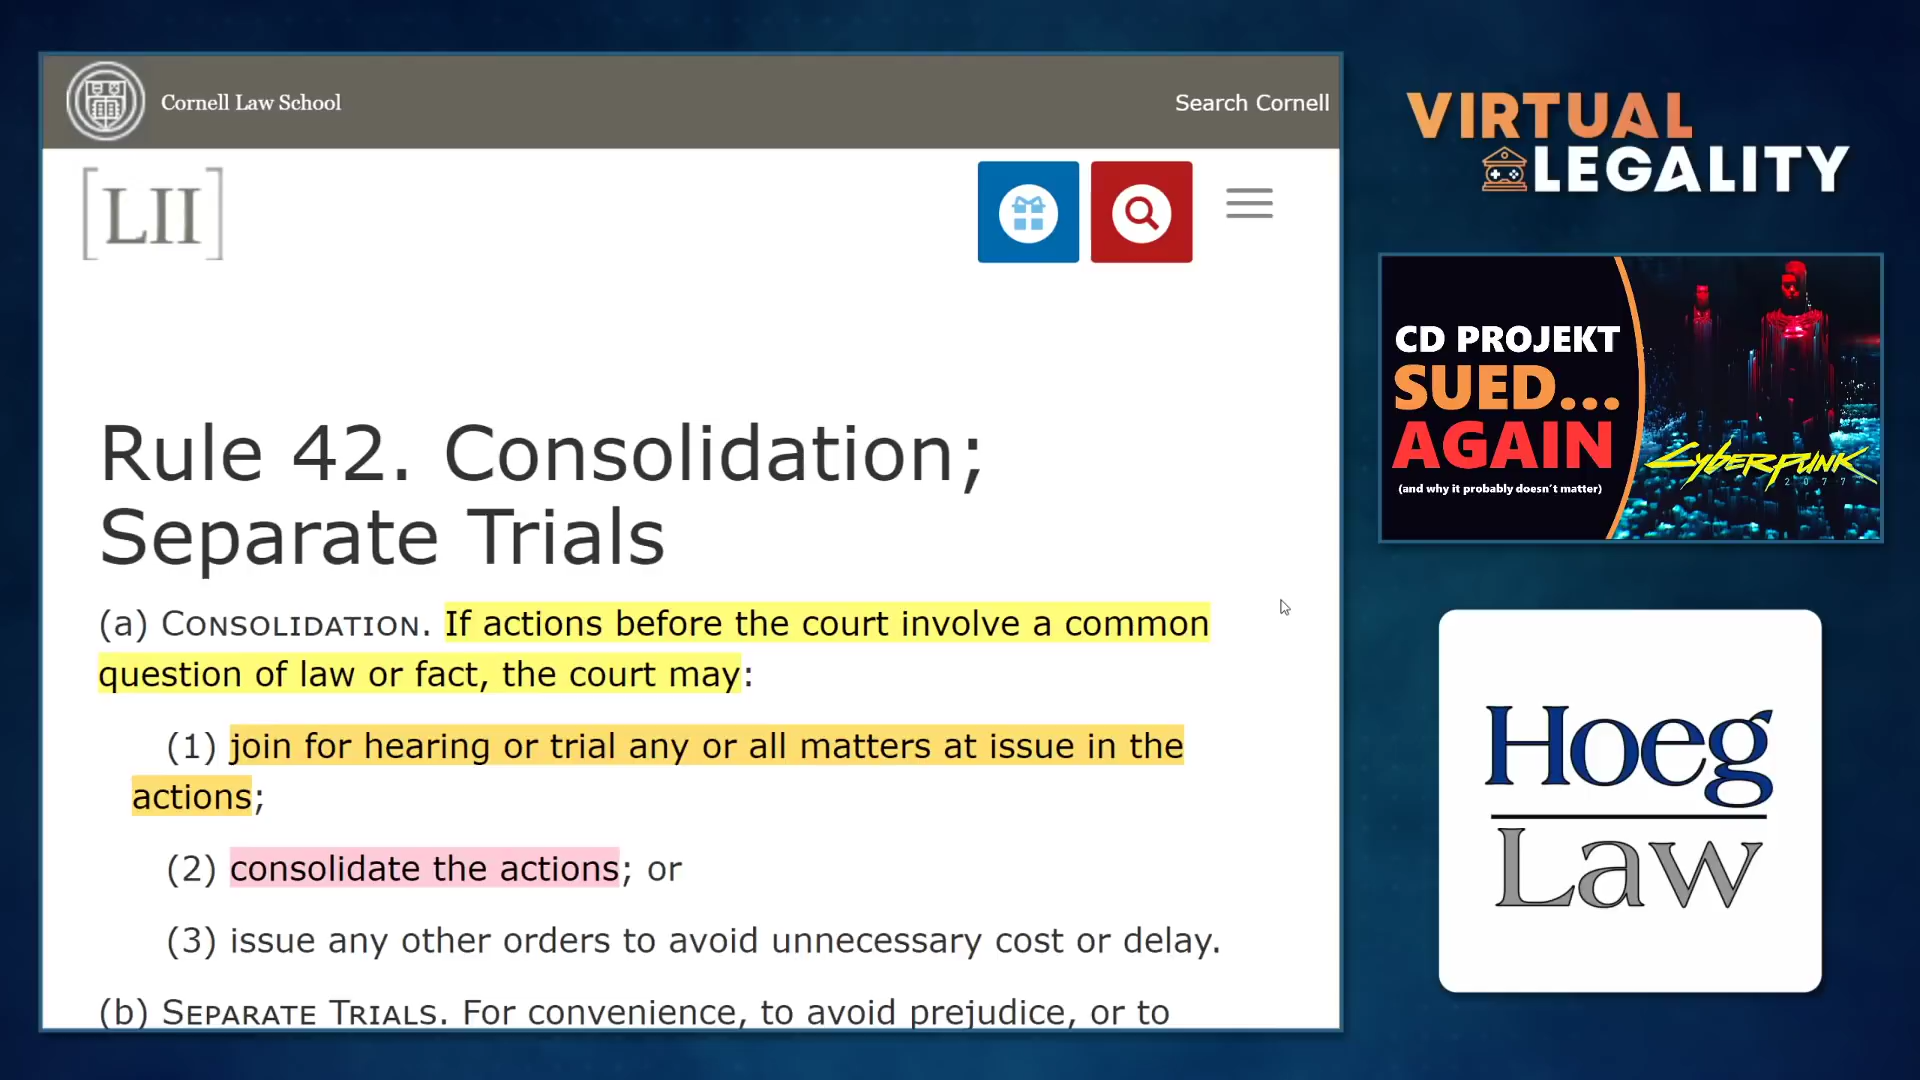 Cornell Law School
Search Cornell
[LII]
Rule 42. Consolidation;
Separate Trials
(a) CONSOLIDATION. If actions before the court involve a common
question of law or fact, the court may:
(1) join for hearing or trial any or all matters at issue in the
actions;
(2) consolidate the actions; or
(3) issue any other orders to avoid unnecessary cost or delay.
(b) SEPARATE TRIALS. For convenience, to avoid prejudice, or to
VIRTUAL
LEGALITY
CD PROJEKT
SUED...
AGAIN
(and why it probably doesn't matter)
CYBERPUNK
2077
Hoeg
Law